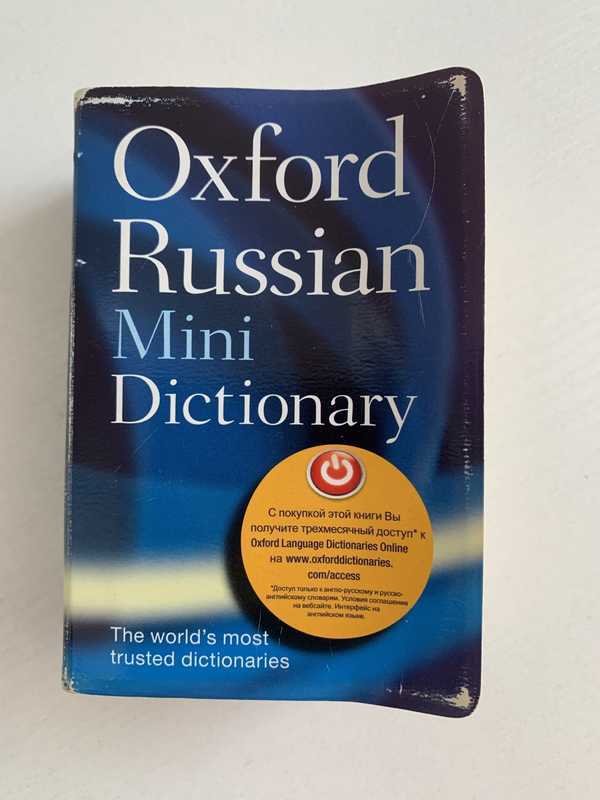 Oxford
Russian
Mini
Dictionary
С покупкой этой книги Вы
получите трехмесячный доступ* к
Oxford Language Dictionaries Online
на www.oxforddictionaries.
com/access
*Доступ только к англо-русскому и русско-
английскому словарям. Условия соглашения
на вебсайте. Интерфейс на
английском языке.
The world's most
trusted dictionaries